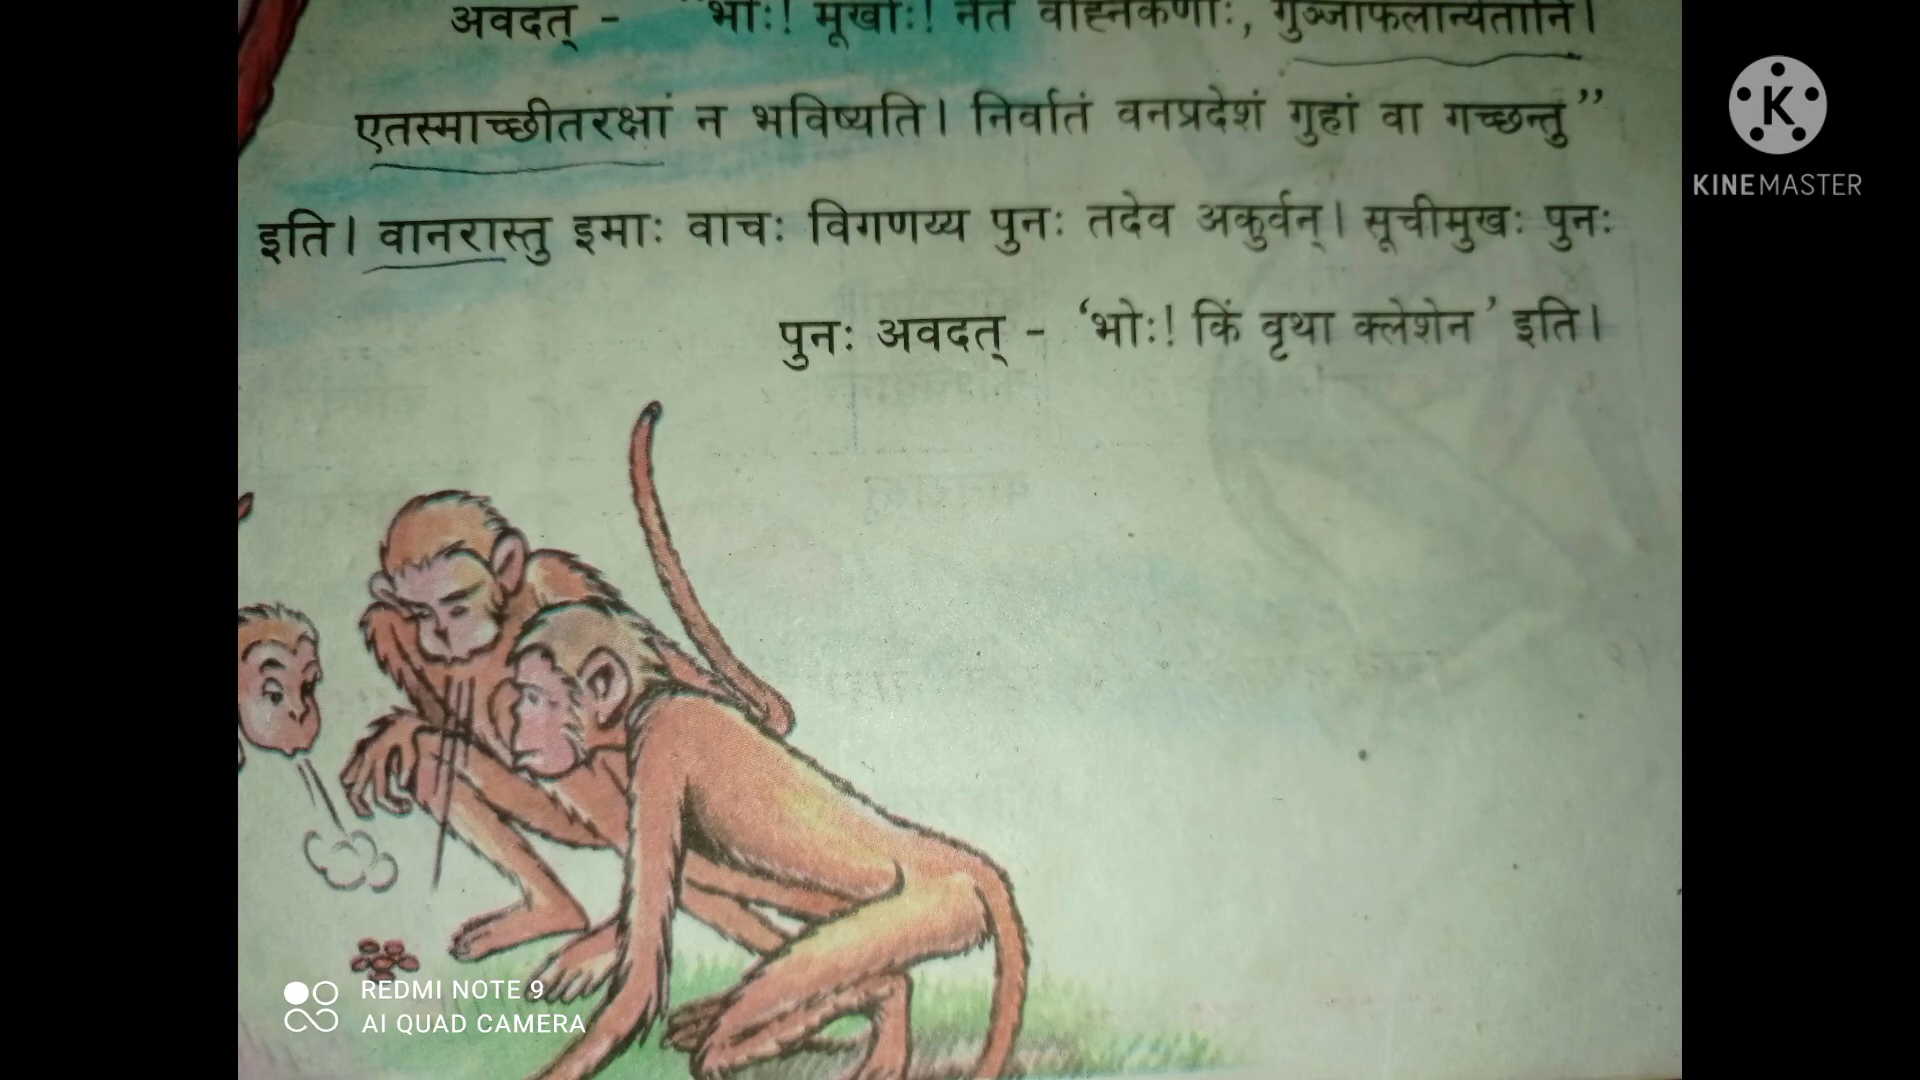 अवदत् - "भोः! मूर्खाः! नैते वह्निकणाः, गुञ्जाफलान्येतानि।
एतस्माच्छीतरक्षां न भविष्यति। निर्वातं वनप्रदेशं गुहां वा गच्छन्तु”
इति। वानरास्तु इमाः वाचः विगणय्य पुनः तदेव अकुर्वन्। सूचीमुखः पुनः
पुनः अवदत् - ‘भोः! किं वृथा क्लेशेन’ इति।
KINEMASTER
REDMI NOTE 9
AI QUAD CAMERA